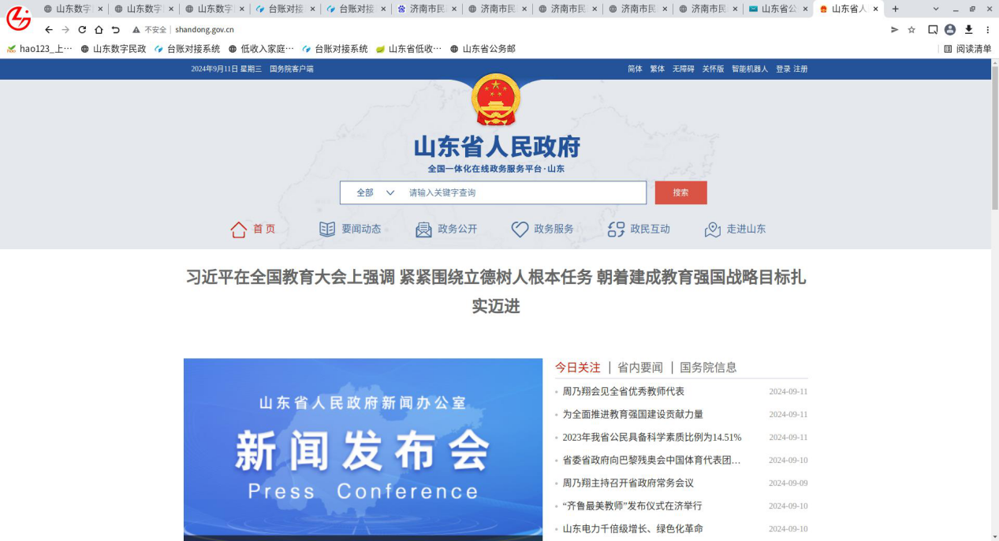 山东数字 山东数字 山东数字 台账对接 台账对接 济南市民 济南市民 济南市民 济南市民 济南市民 山东省公 山东省人
不安全 shandong.gov.cn
hao123_上… 山东数字民政 台账对接系统 低收入家庭… 台账对接系统 山东省低收… 山东省公务邮 阅读清单
2024年9月11日 星期三 国务院客户端 简体 繁体 无障碍 关怀版 智能机器人 登录 注册
山东省人民政府
全国一体化在线政务服务平台·山东
全部 请输入关键字查询 搜索
首页 要闻动态 政务公开 政务服务 政民互动 走进山东
习近平在全国教育大会上强调 紧紧围绕立德树人根本任务 朝着建成教育强国战略目标扎
实迈进
山东省人民政府新闻办公室
新闻发布会
Press Conference
今日关注 | 省内要闻 | 国务院信息
周乃翔会见全省优秀教师代表 2024-09-11
为全面推进教育强国建设贡献力量 2024-09-11
2023年我省公民具备科学素质比例为14.51% 2024-09-11
省委省政府向巴黎残奥会中国体育代表团… 2024-09-10
周乃翔主持召开省政府常务会议 2024-09-09
“齐鲁最美教师”发布仪式在济举行 2024-09-10
山东电力千倍级增长、绿色化革命 2024-09-10